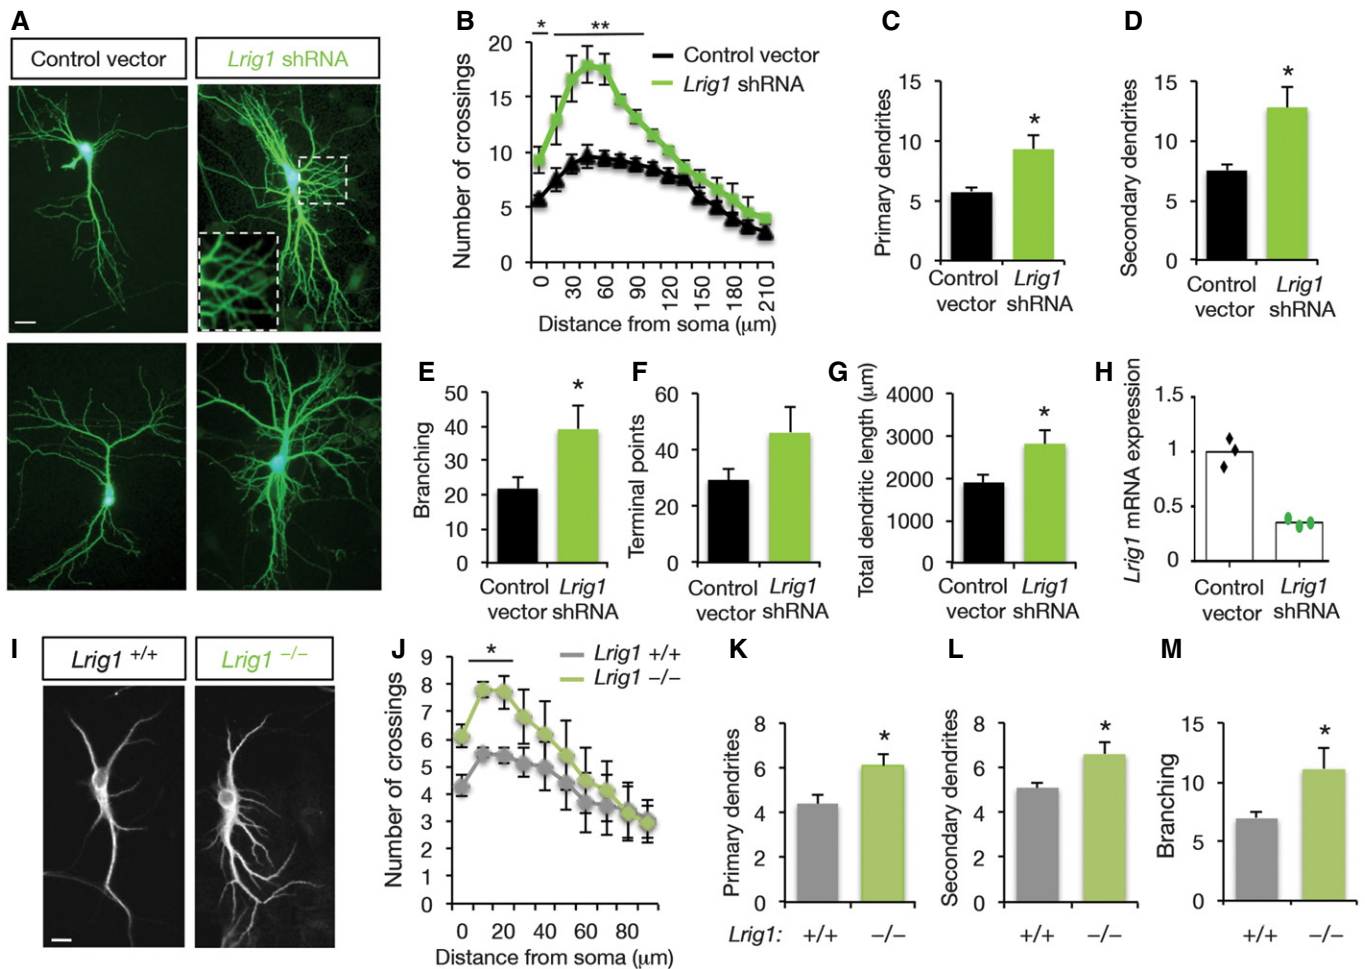 A
Control vector
Lrig1 shRNA
B
*
**
Number of crossings
20
15
10
5
0
Control vector
Lrig1 shRNA
0 30 60 90 120 150 180 210
Distance from soma (μm)
C
Primary dendrites
15
10
5
0
*
Control vector
Lrig1 shRNA
D
Secondary dendrites
15
10
5
0
*
Control vector
Lrig1 shRNA
E
Branching
50
40
30
20
10
0
*
Control vector
Lrig1 shRNA
F
Terminal points
60
40
20
0
Control vector
Lrig1 shRNA
G
Total dendritic length (μm)
4000
3000
2000
1000
0
*
Control vector
Lrig1 shRNA
H
Lrig1 mRNA expression
1.5
1
0.5
0
Control vector
Lrig1 shRNA
I
Lrig1 +/+
Lrig1 −/−
J
*
Number of crossings
9
8
7
6
5
4
3
2
1
0
Lrig1 +/+
Lrig1 −/−
0 20 40 60 80
Distance from soma (μm)
K
Primary dendrites
8
6
4
2
0
*
Lrig1: +/+ −/−
L
Secondary dendrites
8
6
4
2
0
*
+/+ −/−
M
Branching
15
10
5
0
*
+/+ −/−